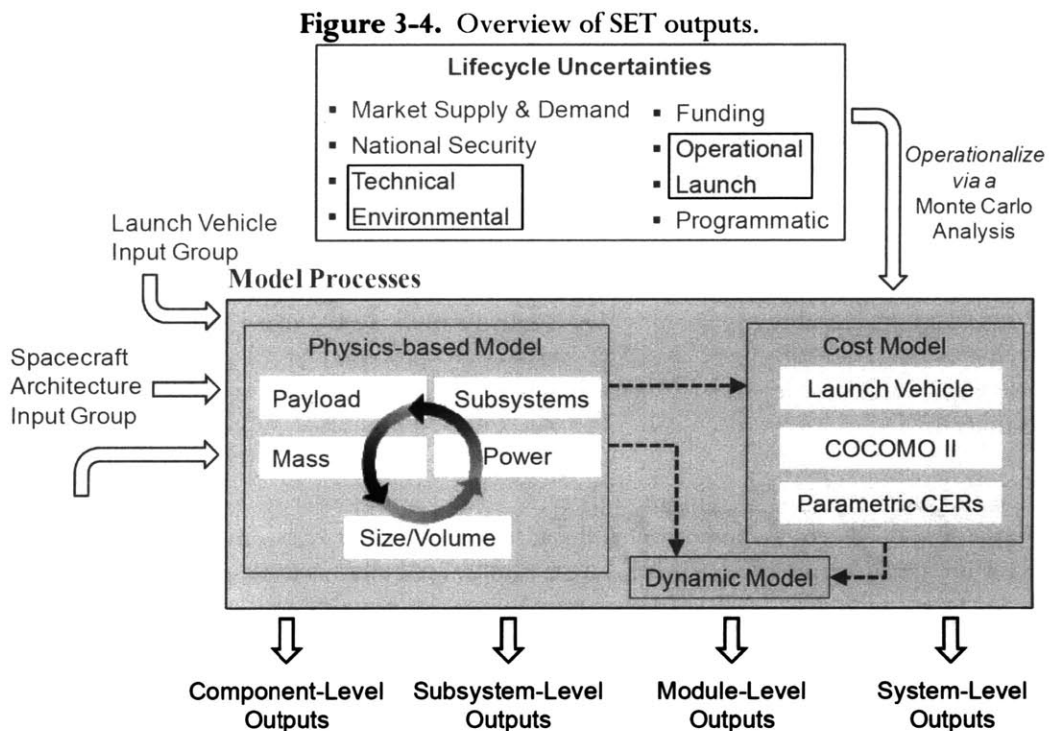 Figure 3-4. Overview of SET outputs.
Lifecycle Uncertainties
▪ Market Supply & Demand
▪ National Security
▪ Technical
▪ Environmental
▪ Funding
▪ Operational
▪ Launch
▪ Programmatic
Operationalize
via a
Monte Carlo
Analysis
Launch Vehicle
Input Group
Spacecraft
Architecture
Input Group
Model Processes
Physics-based Model
Payload
Subsystems
Mass
Power
Size/Volume
Cost Model
Launch Vehicle
COCOMO II
Parametric CERs
Dynamic Model
Component-Level
Outputs
Subsystem-Level
Outputs
Module-Level
Outputs
System-Level
Outputs